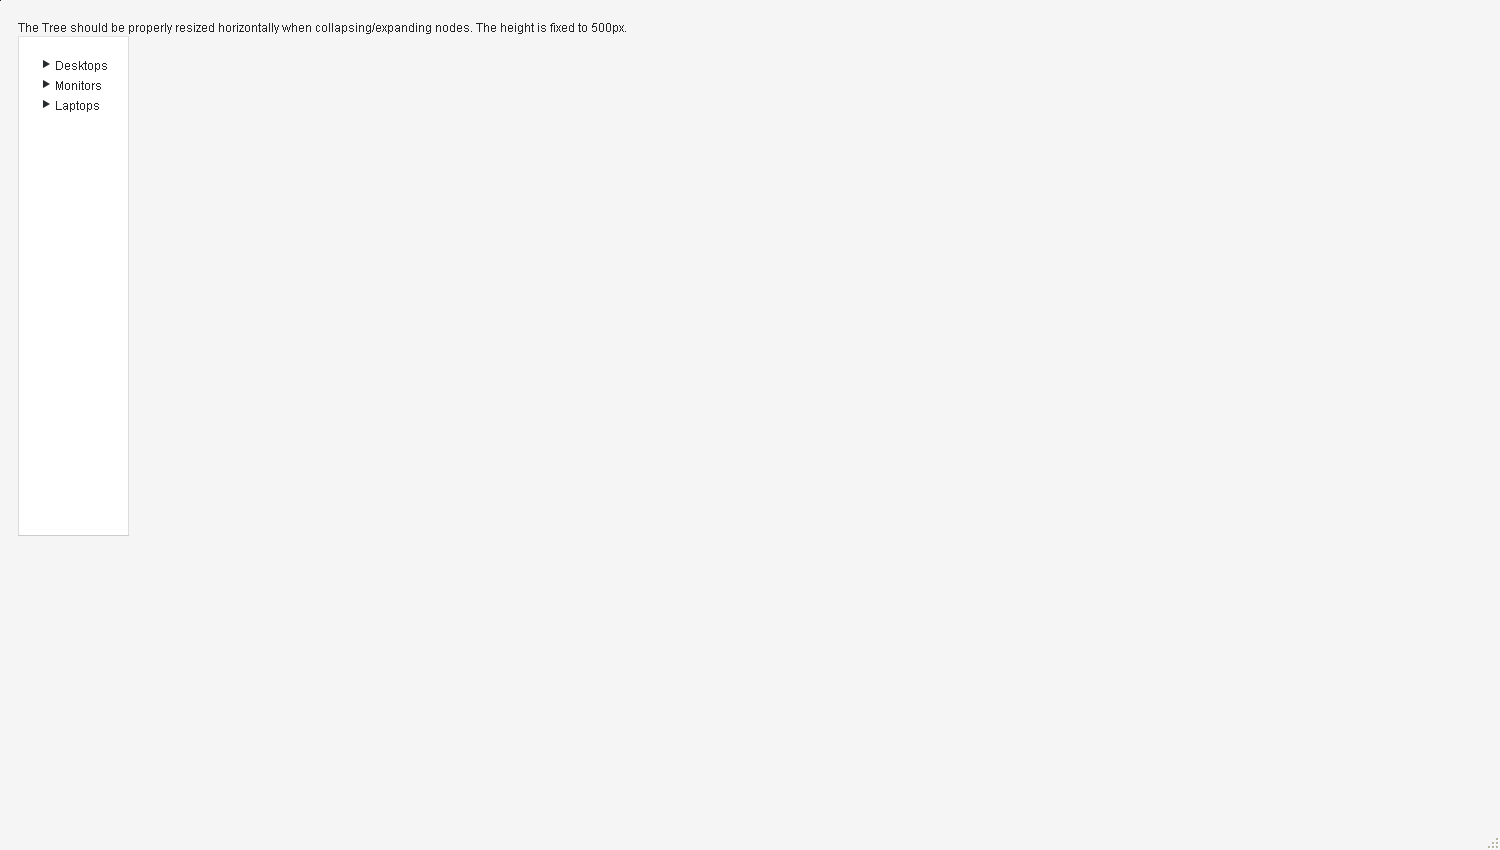 The Tree should be properly resized horizontally when collapsing/expanding nodes. The height is fixed to 500px.
Desktops
Monitors
Laptops